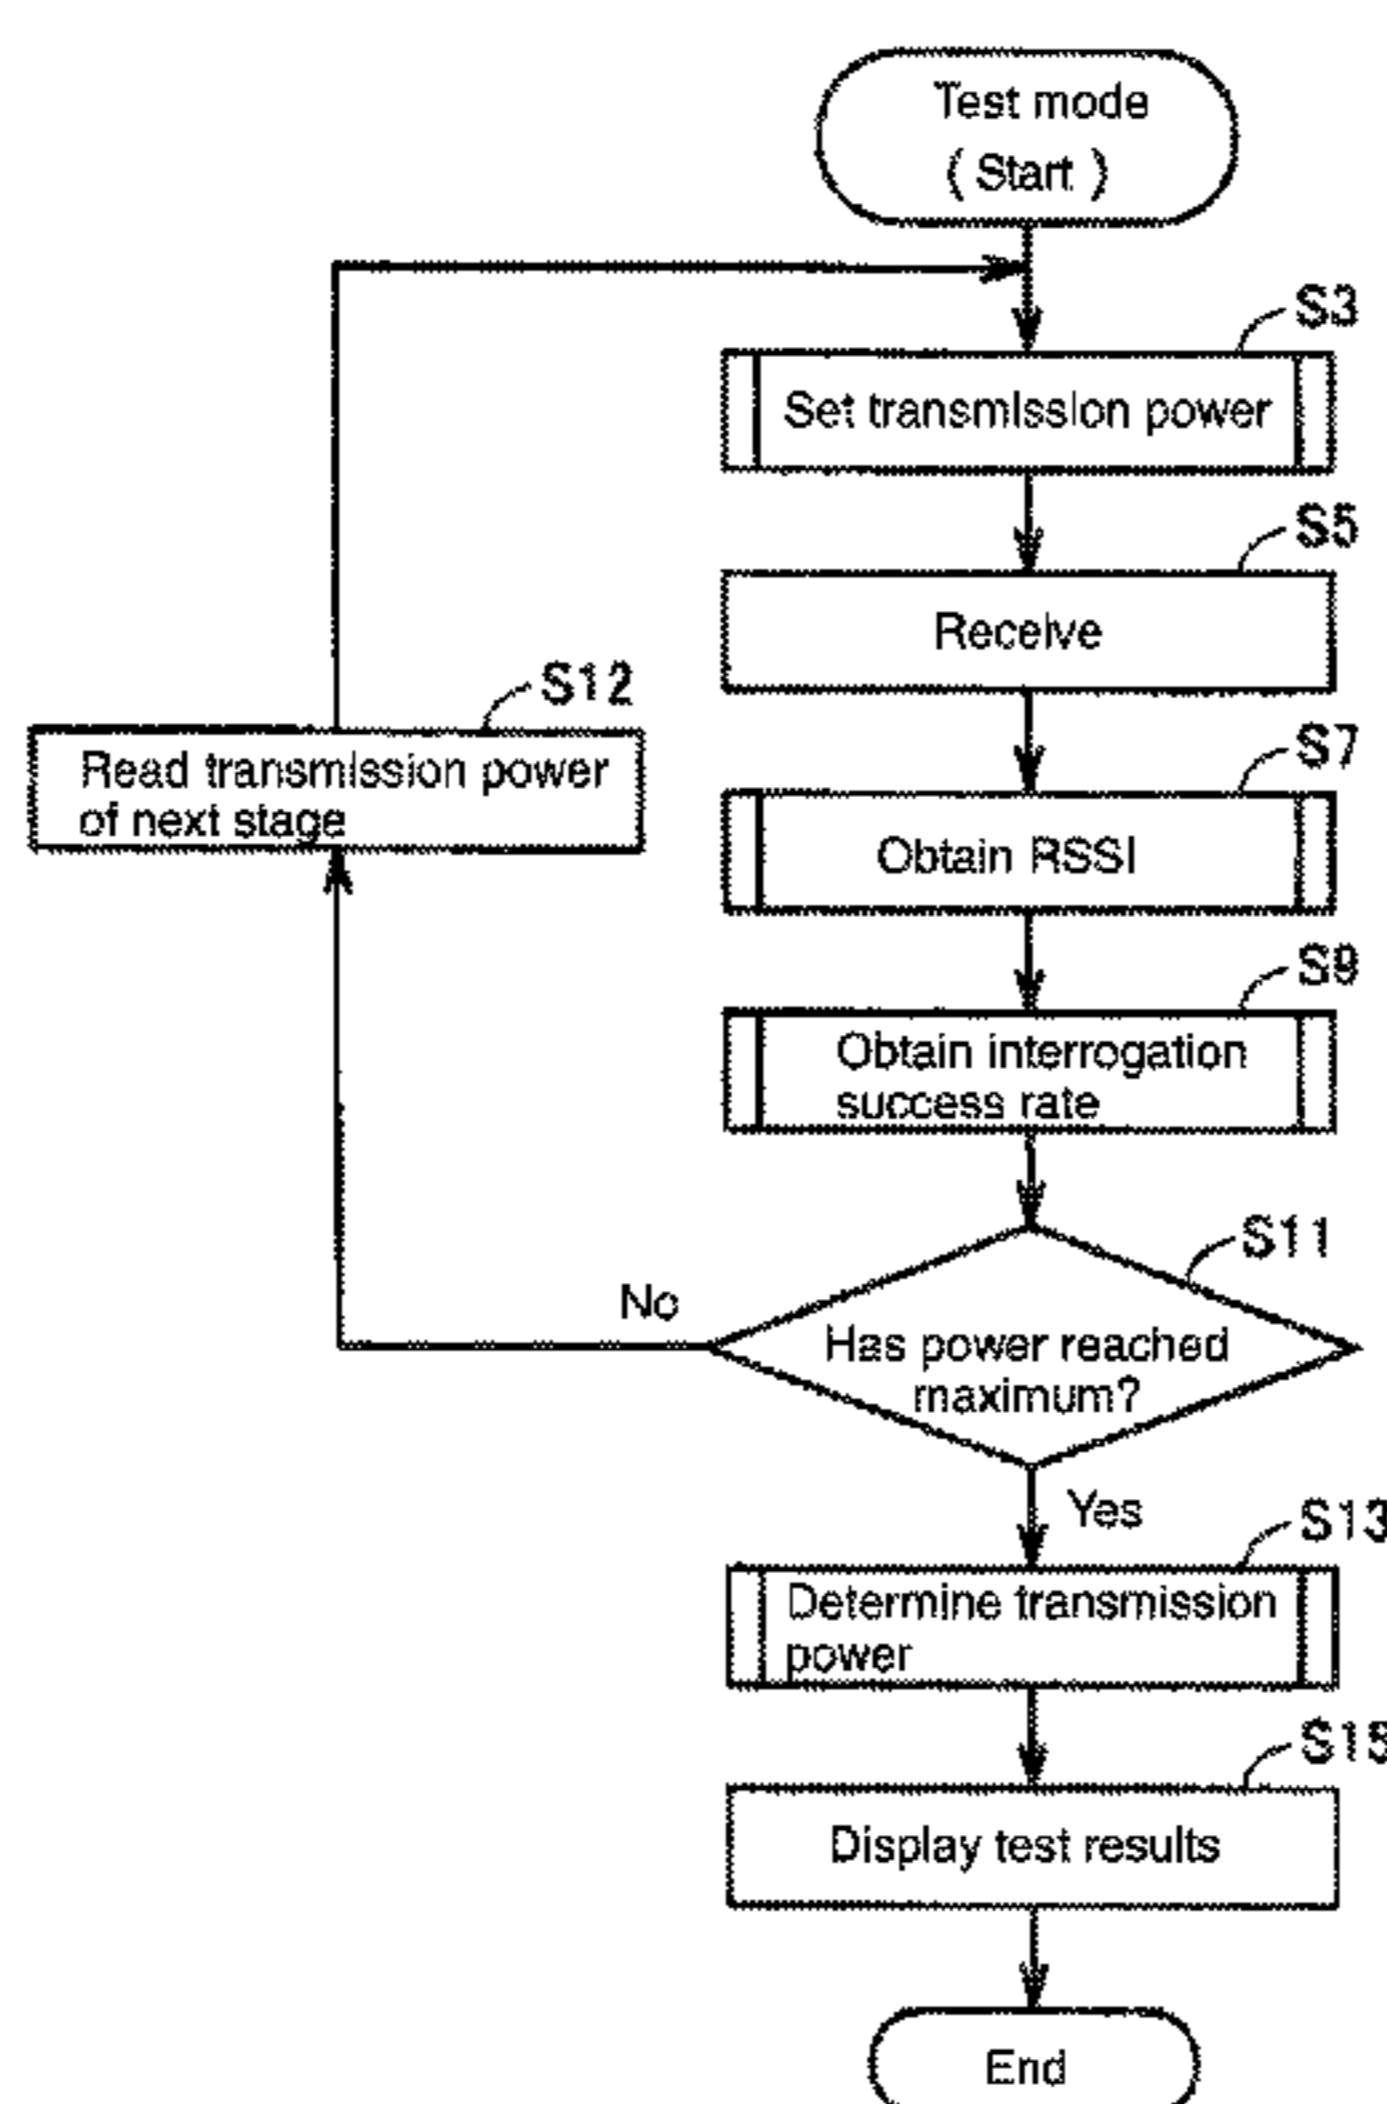 Test mode
( Start )
S3
Set transmission power
S5
Receive
S12
Read transmission power
of next stage
S7
Obtain RSSI
S9
Obtain interrogation
success rate
S11
No
Has power reached
maximum?
Yes
S13
Determine transmission
power
Display test results
End